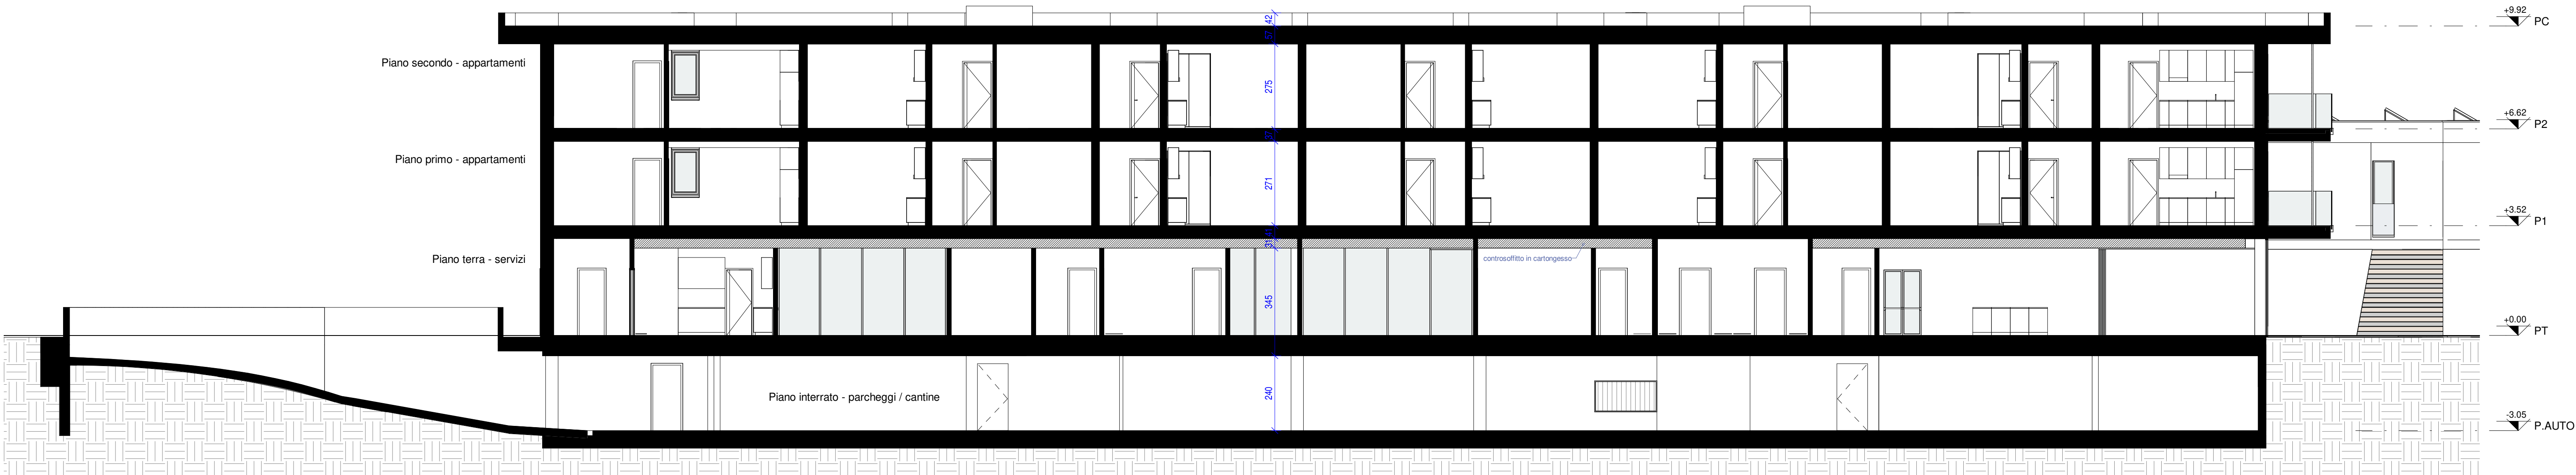 +9.92
PC
42
67
Piano secondo - appartamenti
275
+6.62
P2
Piano primo - appartamenti
271
+3.52
P1
31
controsoffitto in cartongesso
Piano terra - servizi
345
+0.00
PT
Piano interrato - parcheggi / cantine
240
-3.05
P.AUTO